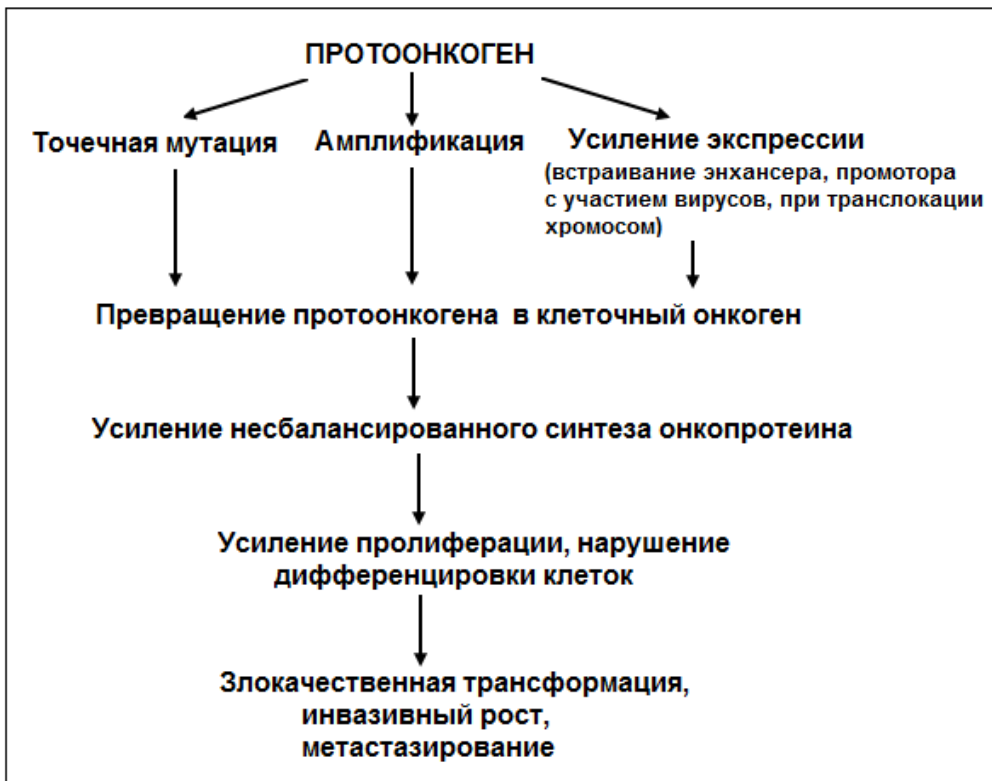 ПРОТООНКОГЕН
Точечная мутация
Амплификация
Усиление экспрессии
(встраивание энхансера, промотора
с участием вирусов, при транслокации
хромосом)
Превращение протоонкогена в клеточный онкоген
Усиление несбалансированного синтеза онкопротеина
Усиление пролиферации, нарушение
дифференцировки клеток
Злокачественная трансформация,
инвазивный рост,
метастазирование